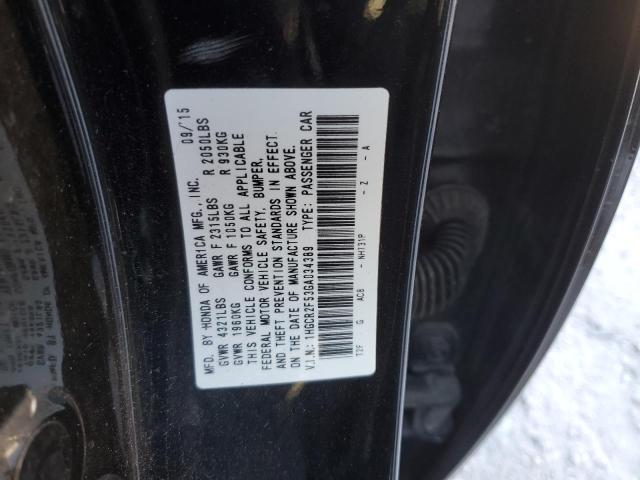 MFD. BY HONDA OF AMERICA MFG., INC. 09/15
GVWR 4321LBS GAWR F 2315LBS R 2050LBS
GVWR 1960KG GAWR F 1050KG R 930KG
THIS VEHICLE CONFORMS TO ALL APPLICABLE
FEDERAL MOTOR VEHICLE SAFETY, BUMPER,
AND THEFT PREVENTION STANDARDS IN EFFECT
ON THE DATE OF MANUFACTURE SHOWN ABOVE.
V.I.N.: 1HGCR2F53GA034389 TYPE: PASSENGER CAR
T2F G AC8 - NH731P - Z - A